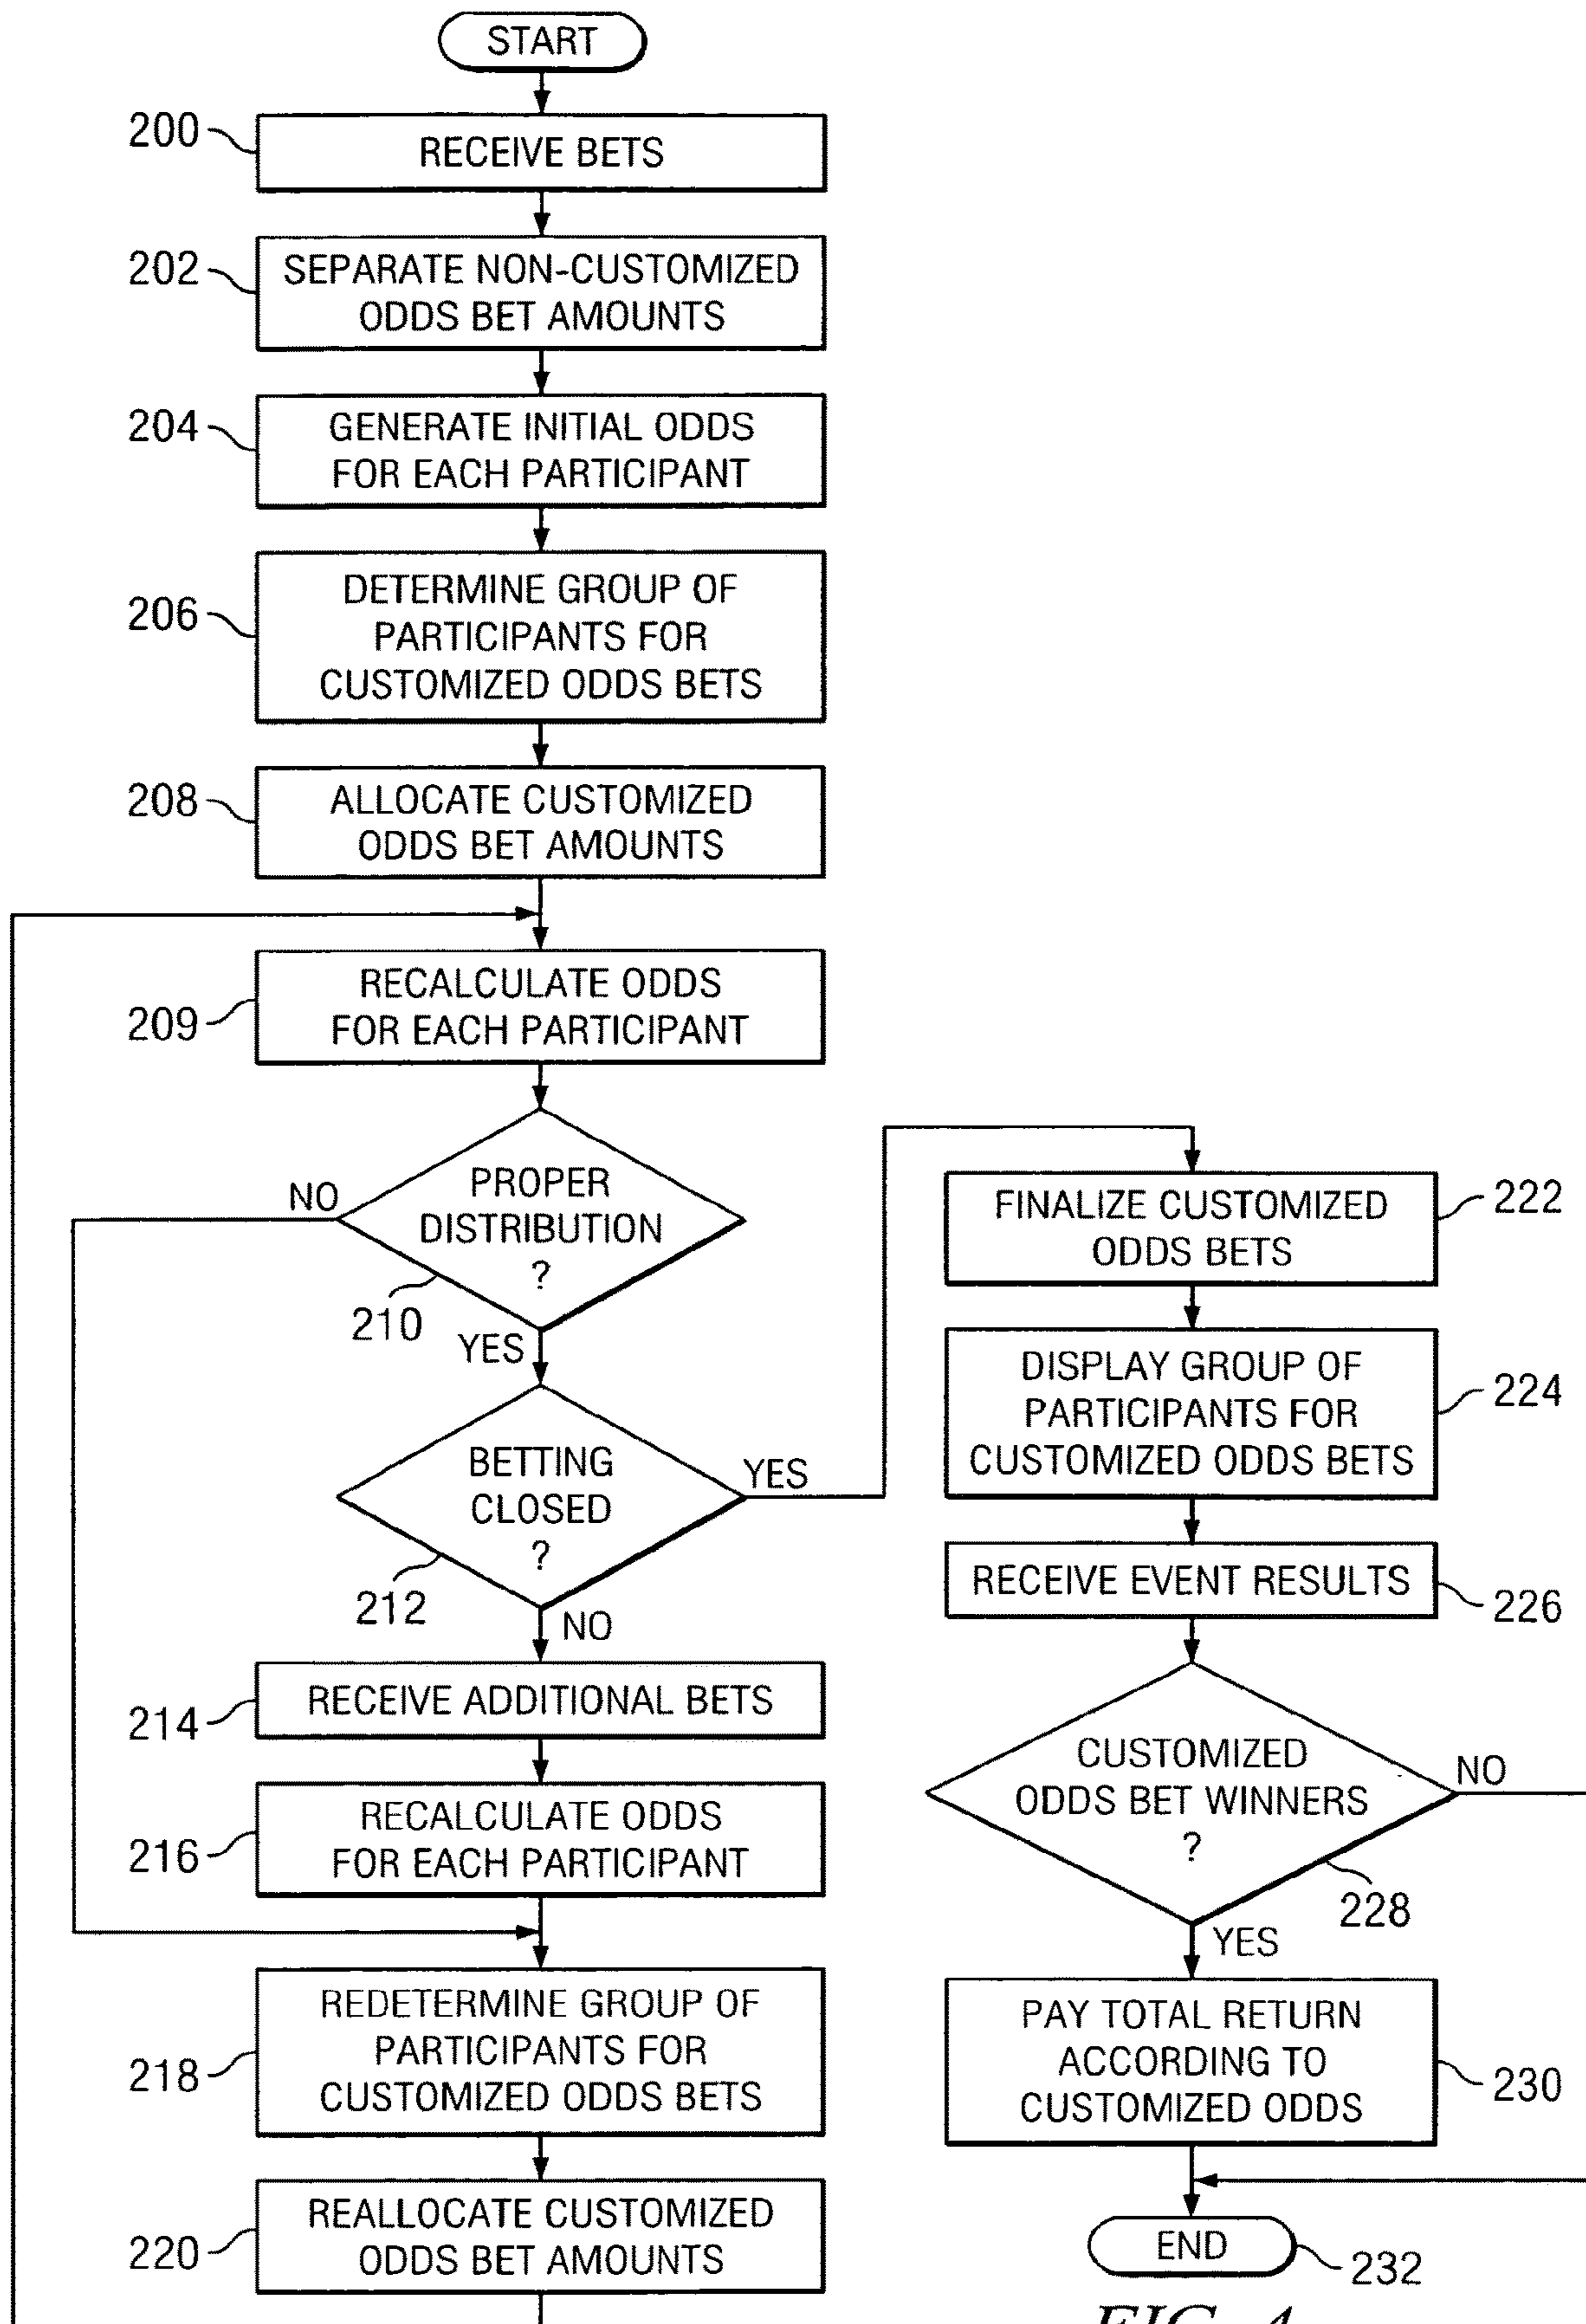 START
200
RECEIVE BETS
202
SEPARATE NON-CUSTOMIZED
ODDS BET AMOUNTS
204
GENERATE INITIAL ODDS
FOR EACH PARTICIPANT
206
DETERMINE GROUP OF
PARTICIPANTS FOR
CUSTOMIZED ODDS BETS
208
ALLOCATE CUSTOMIZED
ODDS BET AMOUNTS
209
RECALCULATE ODDS
FOR EACH PARTICIPANT
NO
PROPER
DISTRIBUTION
?
210
YES
BETTING
CLOSED
?
YES
212
NO
214
RECEIVE ADDITIONAL BETS
216
RECALCULATE ODDS
FOR EACH PARTICIPANT
218
REDETERMINE GROUP OF
PARTICIPANTS FOR
CUSTOMIZED ODDS BETS
220
REALLOCATE CUSTOMIZED
ODDS BET AMOUNTS
FINALIZE CUSTOMIZED
ODDS BETS
222
DISPLAY GROUP OF
PARTICIPANTS FOR
CUSTOMIZED ODDS BETS
224
RECEIVE EVENT RESULTS
226
CUSTOMIZED
ODDS BET WINNERS
?
NO
228
YES
PAY TOTAL RETURN
ACCORDING TO
CUSTOMIZED ODDS
230
END
232
FIG. 4